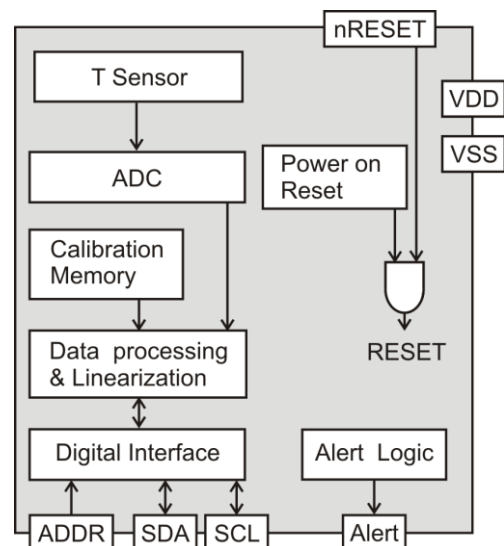 nRESET
T Sensor
VDD
VSS
ADC
Power on
Reset
Calibration
Memory
Data processing
& Linearization
RESET
Digital Interface
Alert Logic
ADDR
SDA
SCL
Alert